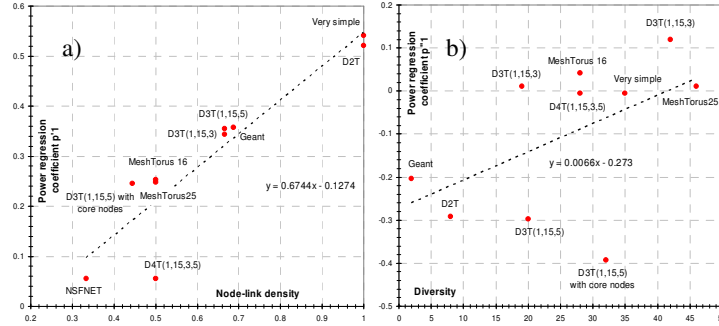 0.6
0.5
0.4
0.3
0.2
0.1
0
0.2
0.3
0.4
0.5
0.6
0.7
0.8
0.9
1
Power regression
coefficient p'1
a)
Very simple
D2T
D3T(1,15,5)
D3T(1,15,3)
Geant
MeshTorus 16
D3T(1,15,5) with
core nodes
MeshTorus25
y = 0.6744x - 0.1274
D4T(1,15,3,5)
NSFNET
Node-link density
0.2
0.1
0
-0.1
-0.2
-0.3
-0.4
-0.5
0
5
10
15
20
25
30
35
40
45
50
Power regression
coefficient p"1
b)
D3T(1,15,3)
MeshTorus 16
D3T(1,15,3)
Very simple
D4T(1,15,3,5)
MeshTorus25
Geant
y = 0.0066x - 0.273
D2T
D3T(1,15,5)
D3T(1,15,5)
with core nodes
Diversity